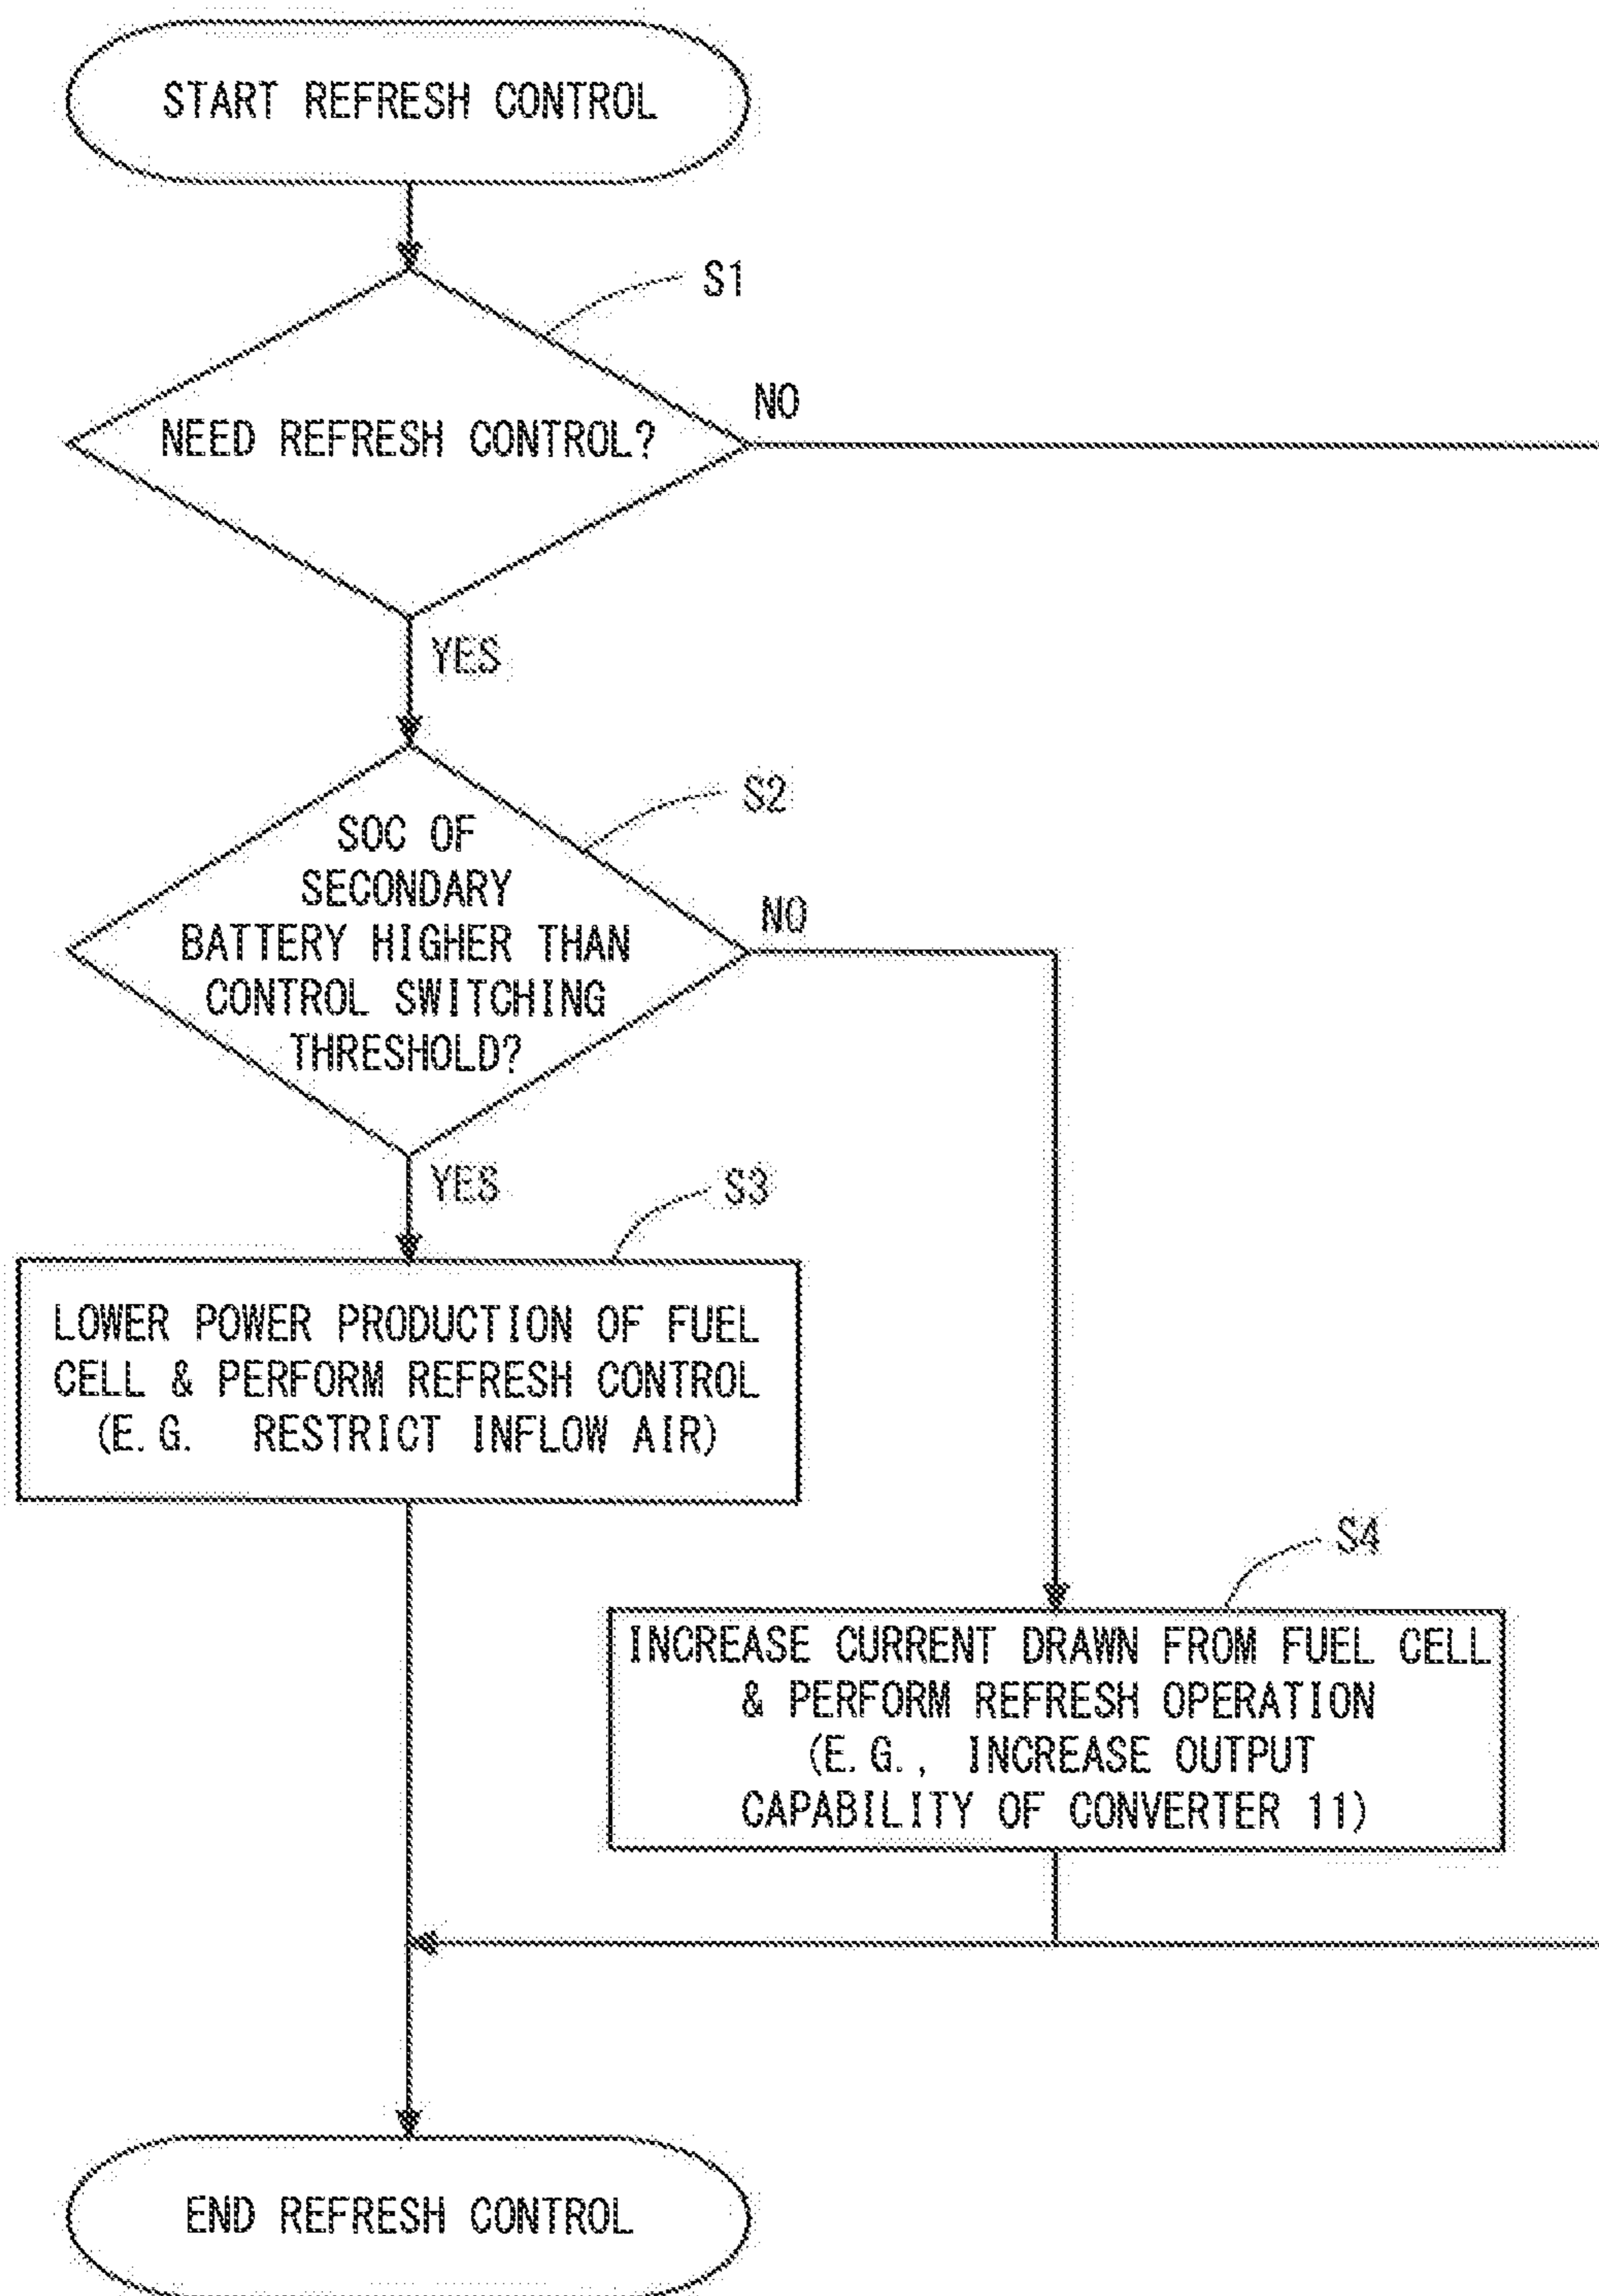 START REFRESH CONTROL
S1
NO
NEED REFRESH CONTROL?
YES
S2
SOC OF
SECONDARY
BATTERY HIGHER THAN
CONTROL SWITCHING
THRESHOLD?
NO
YES
S3
LOWER POWER PRODUCTION OF FUEL
CELL & PERFORM REFRESH CONTROL
(E.G. RESTRICT INFLOW AIR)
S4
INCREASE CURRENT DRAWN FROM FUEL CELL
& PERFORM REFRESH OPERATION
(E.G., INCREASE OUTPUT
CAPABILITY OF CONVERTER 11)
END REFRESH CONTROL